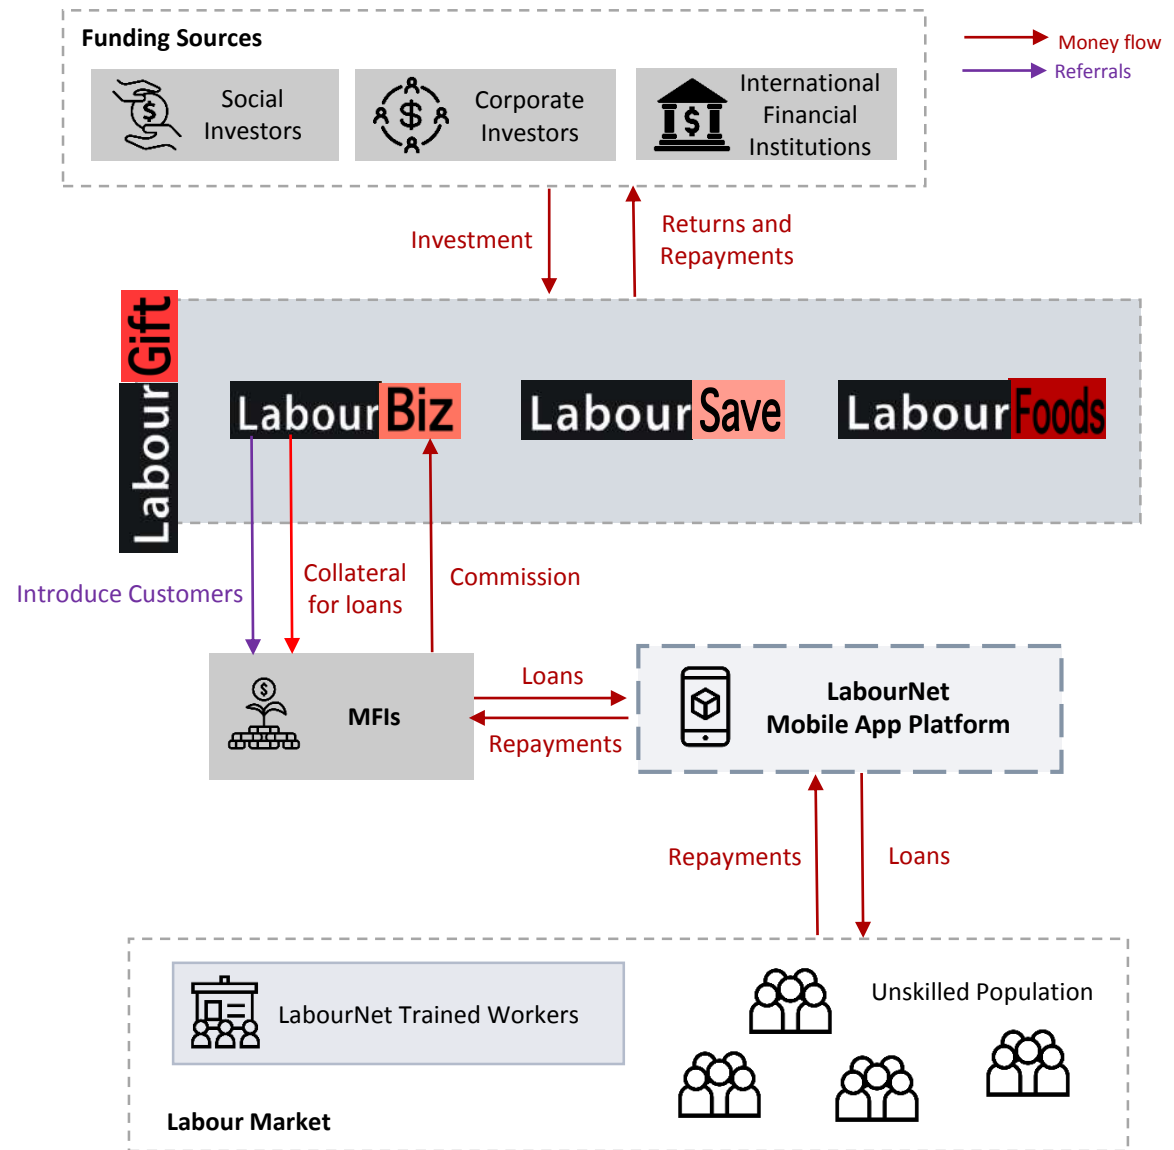 Funding Sources
Social
Investors
Corporate
Investors
International
Financial
Institutions
Money flow
Referrals
Investment
Returns and
Repayments
LabourGift
LabourBiz
LabourSave
LabourFoods
Introduce Customers
Collateral
for loans
Commission
MFIs
Loans
Repayments
LabourNet
Mobile App Platform
Repayments
Loans
LabourNet Trained Workers
Unskilled Population
Labour Market